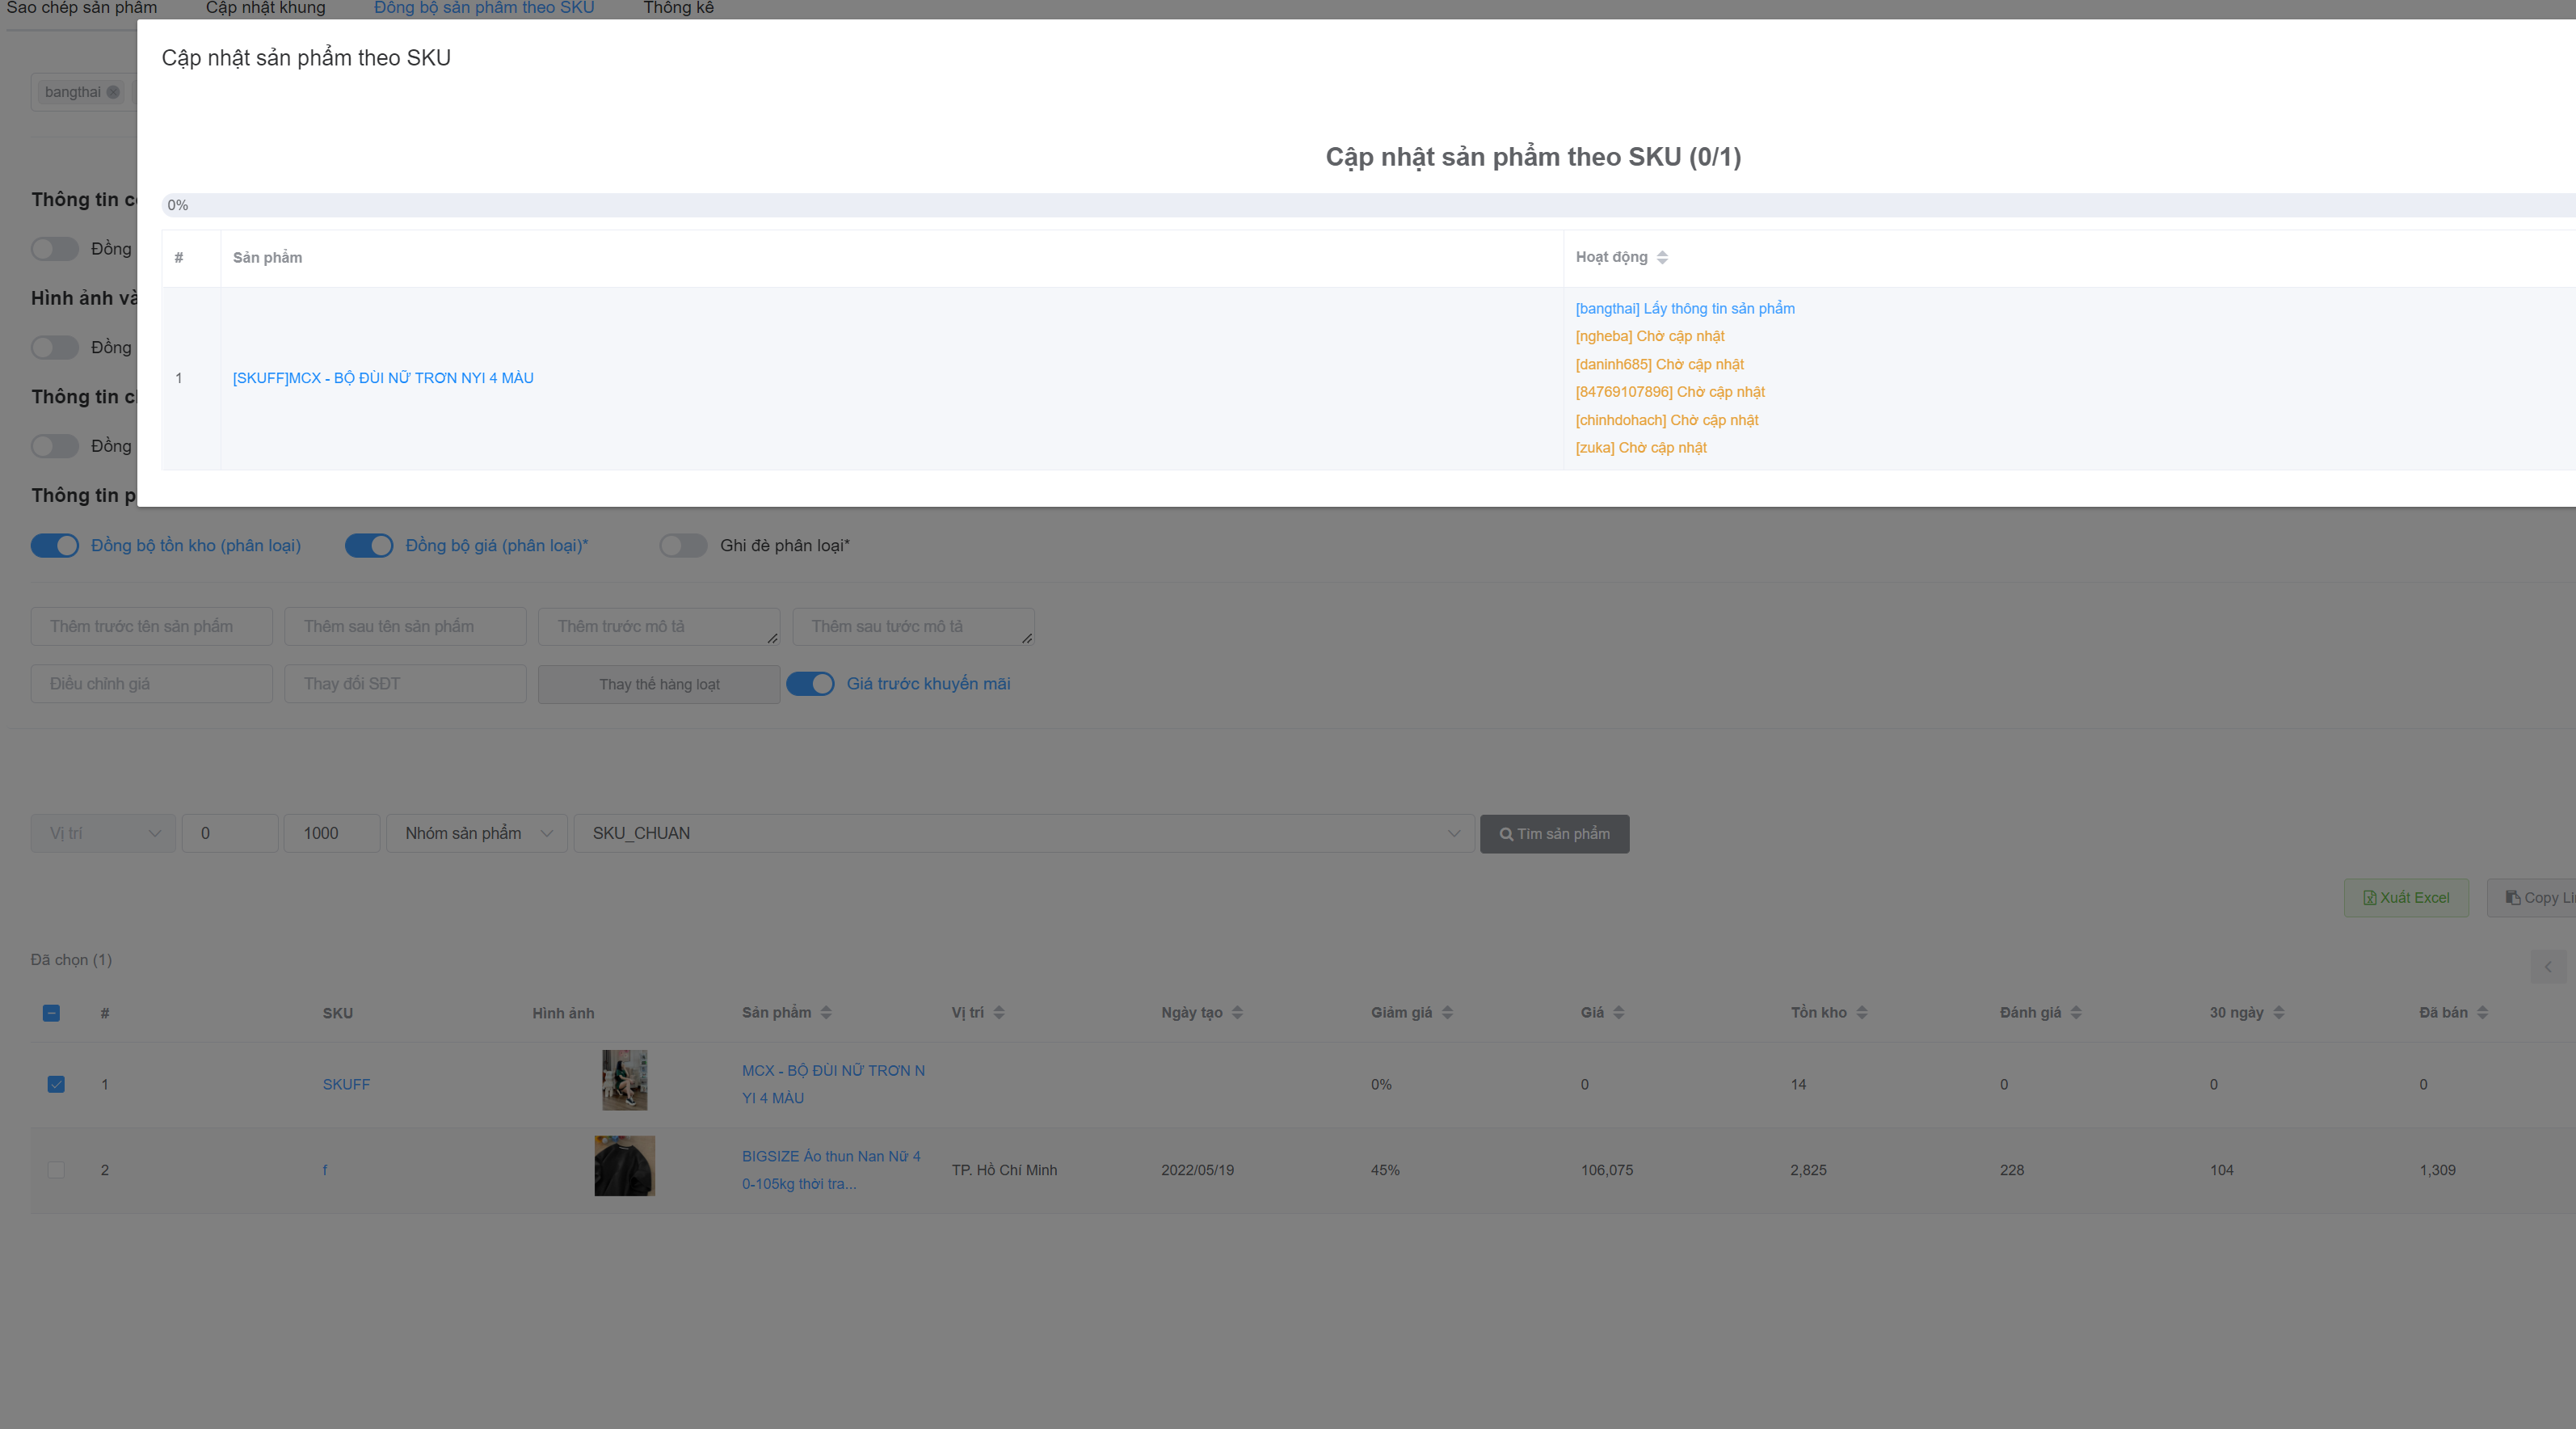 Sao chép sản phẩm Cập nhật khung Đồng bộ sản phẩm theo SKU Thống kê
Cập nhật sản phẩm theo SKU
bangthai
Cập nhật sản phẩm theo SKU (0/1)
0%
Thông tin
Đồng
Hình ảnh và
Đồng
Thông tin
Đồng
Thông tin
# Sản phẩm Hoạt động
1 [SKUFF]MCX - BỘ ĐÙI NỮ TRƠN NYI 4 MÀU
[bangthai] Lấy thông tin sản phẩm
[ngheba] Chờ cập nhật
[daninh685] Chờ cập nhật
[84769107896] Chờ cập nhật
[chinhdohach] Chờ cập nhật
[zuka] Chờ cập nhật
Đồng bộ tồn kho (phân loại) Đồng bộ giá (phân loại)* Ghi đè phân loại*
Thêm trước tên sản phẩm Thêm sau tên sản phẩm Thêm trước mô tả Thêm sau tước mô tả
Điều chỉnh giá Thay đổi SĐT Thay thế hàng loạt Giá trước khuyến mãi
Vị trí 0 1000 Nhóm sản phẩm SKU_CHUAN Tìm sản phẩm
Xuất Excel Copy
Đã chọn (1)
# SKU Hình ảnh Sản phẩm Vị trí Ngày tạo Giảm giá Giá Tồn kho Đánh giá 30 ngày Đã bán
1 SKUFF MCX - BỘ ĐÙI NỮ TRƠN N
YI 4 MÀU 0% 0 14 0 0 0
2 f BIGSIZE Áo thun Nan Nữ 4
0-105kg thời tra... TP. Hồ Chí Minh 2022/05/19 45% 106,075 2,825 228 104 1,309